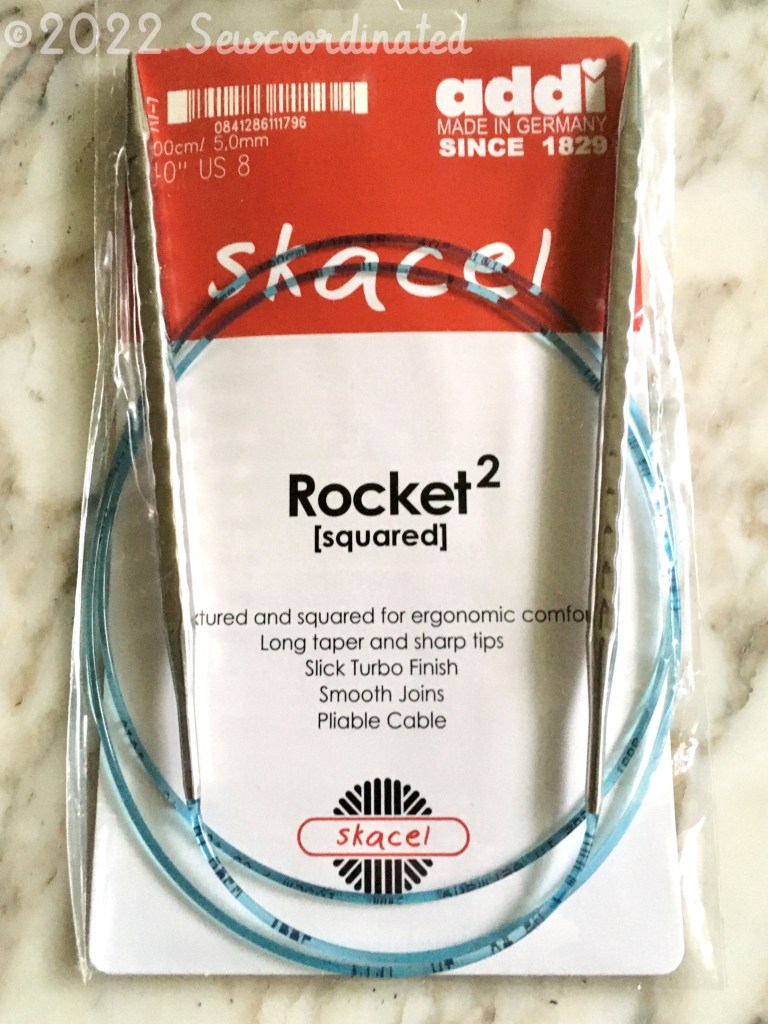 ©2022 Sewcoordinated
addi
MADE IN GERMANY
SINCE 1829
0841286111796
00cm/ 5,0mm
0" US 8
skacel
Rocket²
[squared]
xtured and squared for ergonomic comfo
Long taper and sharp tips
Slick Turbo Finish
Smooth Joins
Pliable Cable
skacel